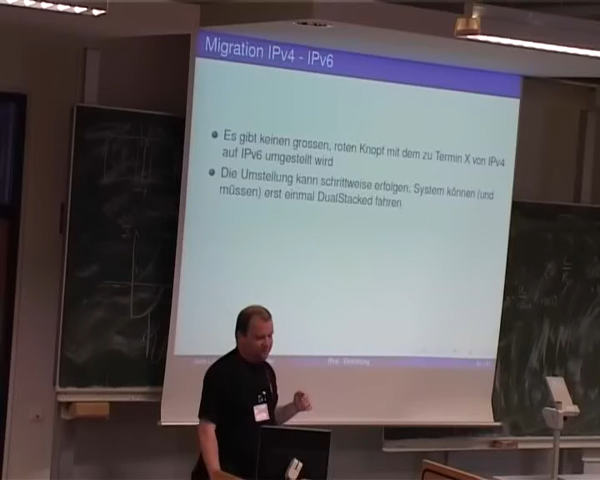 Migration IPv4 - IPv6
Es gibt keinen grossen, roten Knopf mit dem zu Termin X von IPv4
auf IPv6 umgestellt wird
Die Umstellung kann schrittweise erfolgen. System können (und
müssen) erst einmal DualStacked fahren